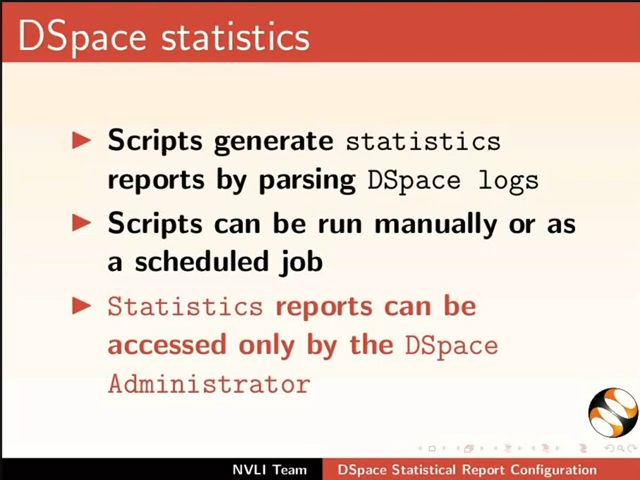 DSpace statistics
Scripts generate statistics
reports by parsing DSpace logs
Scripts can be run manually or as
a scheduled job
Statistics reports can be
accessed only by the DSpace
Administrator
NVLI Team DSpace Statistical Report Configuration